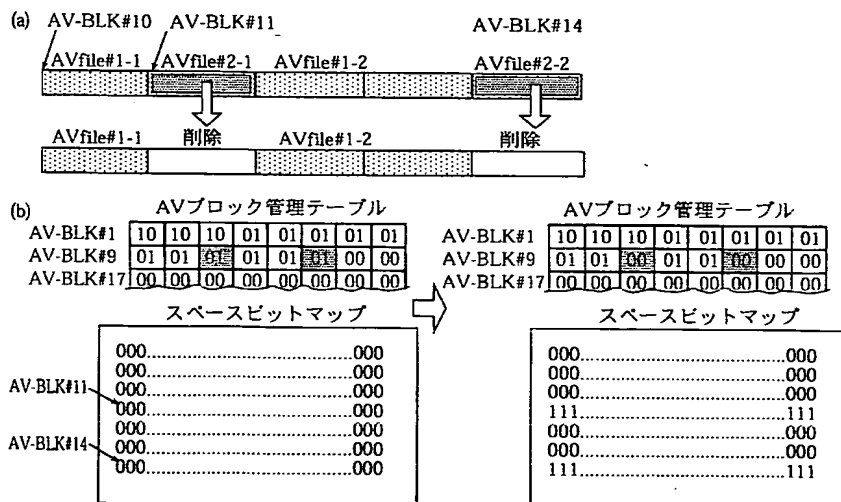 (a) AV-BLK#10 AV-BLK#11 AV-BLK#14
AVfile#1-1 AVfile#2-1 AVfile#1-2 AVfile#2-2
AVfile#1-1 削除 AVfile#1-2 削除
(b) AVブロック管理テーブル AVブロック管理テーブル
AV-BLK#1 10 10 10 01 01 01 01 01 AV-BLK#1 10 10 10 01 01 01 01 01
AV-BLK#9 01 01 01 01 01 01 00 00 AV-BLK#9 01 01 00 01 01 00 00 00
AV-BLK#17 00 00 00 00 00 00 00 00 AV-BLK#17 00 00 00 00 00 00 00 00
スペースビットマップ スペースビットマップ
000.................................000 000.................................000
000.................................000 000.................................000
000.................................000 000.................................000
AV-BLK#11 000.................................000 111.................................111
000.................................000 000.................................000
000.................................000 000.................................000
AV-BLK#14 000.................................000 111.................................111